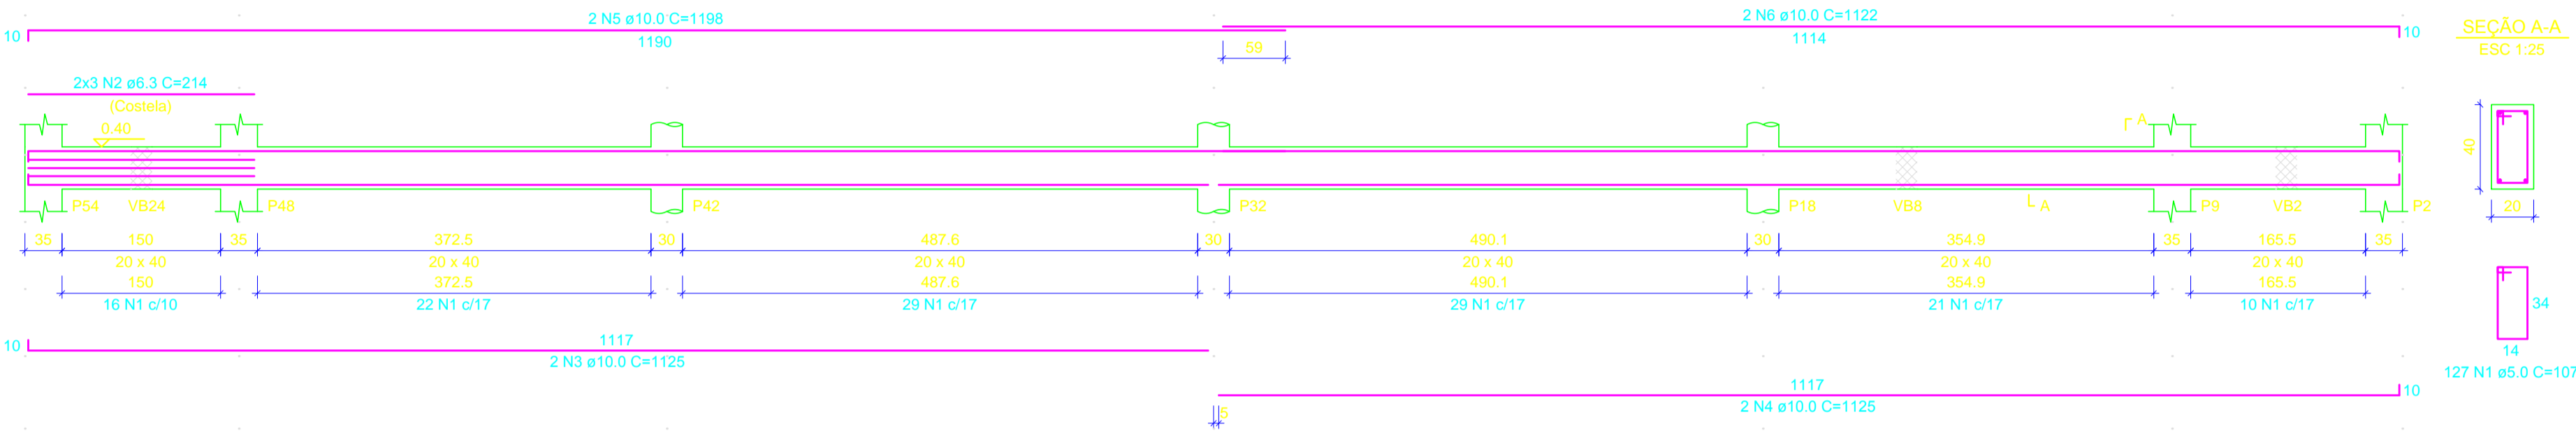 2 N5 ø10.0 C=1198
2 N6 ø10.0 C=1122
SEÇÃO A-A
ESC 1:25
10
1190
59
1114
10
2x3 N2 ø6.3 C=214
(Costela)
0.40
A
40
P54 VB24 P48 P42 P32 P18 VB8 A P9 VB2 P2
20
35 150 35 372.5 30 487.6 30 490.1 30 354.9 35 165.5 35
20 x 40 20 x 40 20 x 40 20 x 40 20 x 40 20 x 40
150 372.5 487.6 490.1 354.9 165.5
16 N1 c/10 22 N1 c/17 29 N1 c/17 29 N1 c/17 21 N1 c/17 10 N1 c/17
34
14
127 N1 ø5.0 C=107
10
1117
2 N3 ø10.0 C=1125
1117
10
2 N4 ø10.0 C=1125
5